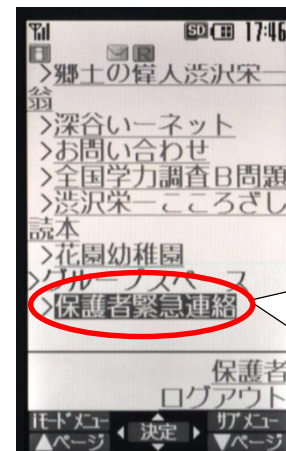 SD 17:46
R
>郷土の偉人渋沢栄一
翁
>深谷いーネット
>お問い合わせ
>全国学力調査B問題
>渋沢栄一こころざし
読本
>花園幼稚園
>グループスペース
>保護者緊急連絡
保護者
ログアウト
iモードメニュー サブメニュー
▲ページ 決定 ▼ページ